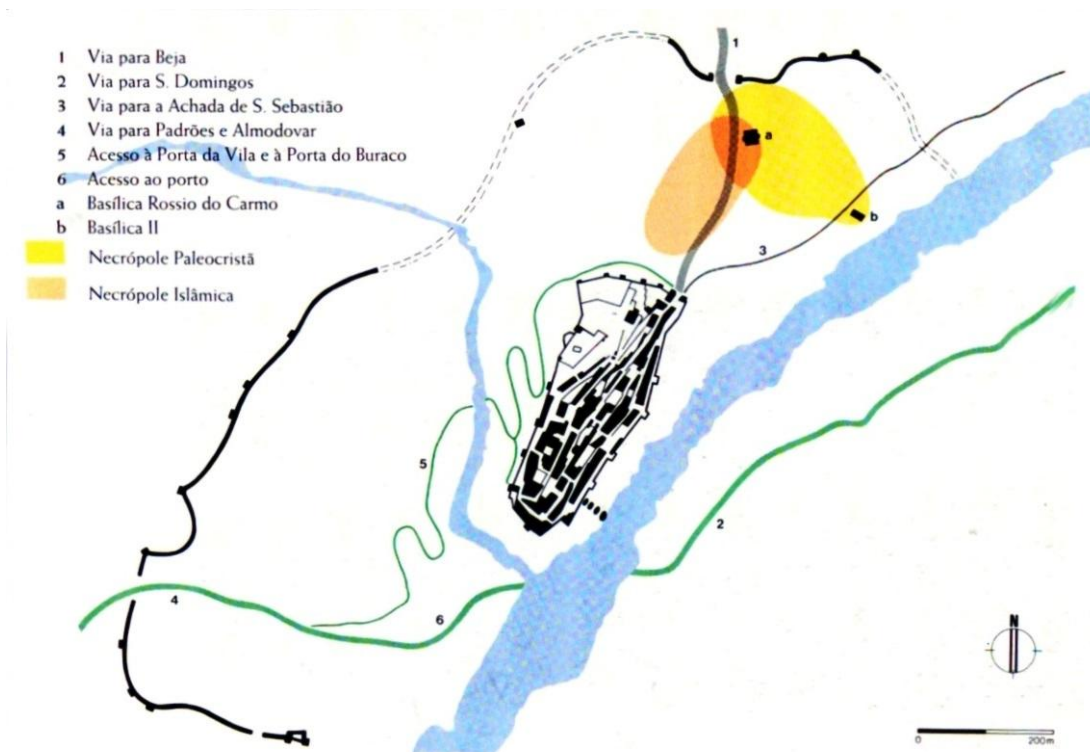 1 Via para Beja
2 Via para S. Domingos
3 Via para a Achada de S. Sebastião
4 Via para Padrões e Almodovar
5 Acesso à Porta da Vila e à Porta do Buraco
6 Acesso ao porto
a Basílica Rossio do Carmo
b Basílica II
Necrópole Paleocristã
Necrópole Islâmica
1
a
b
3
5
2
4
6
N
0 200m